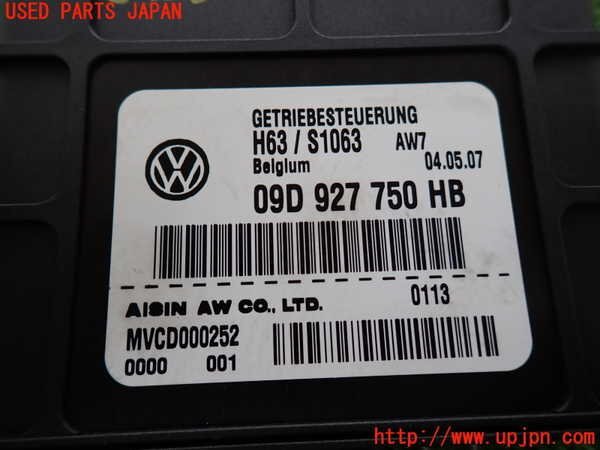 USED PARTS JAPAN
GETRIEBESTEUERUNG
H63 / S1063 AW7
Belgium 04.05.07
09D 927 750 HB
AISIN AW CO., LTD. 0113
MVCD000252
0000 001
http://www.upjpn.com/